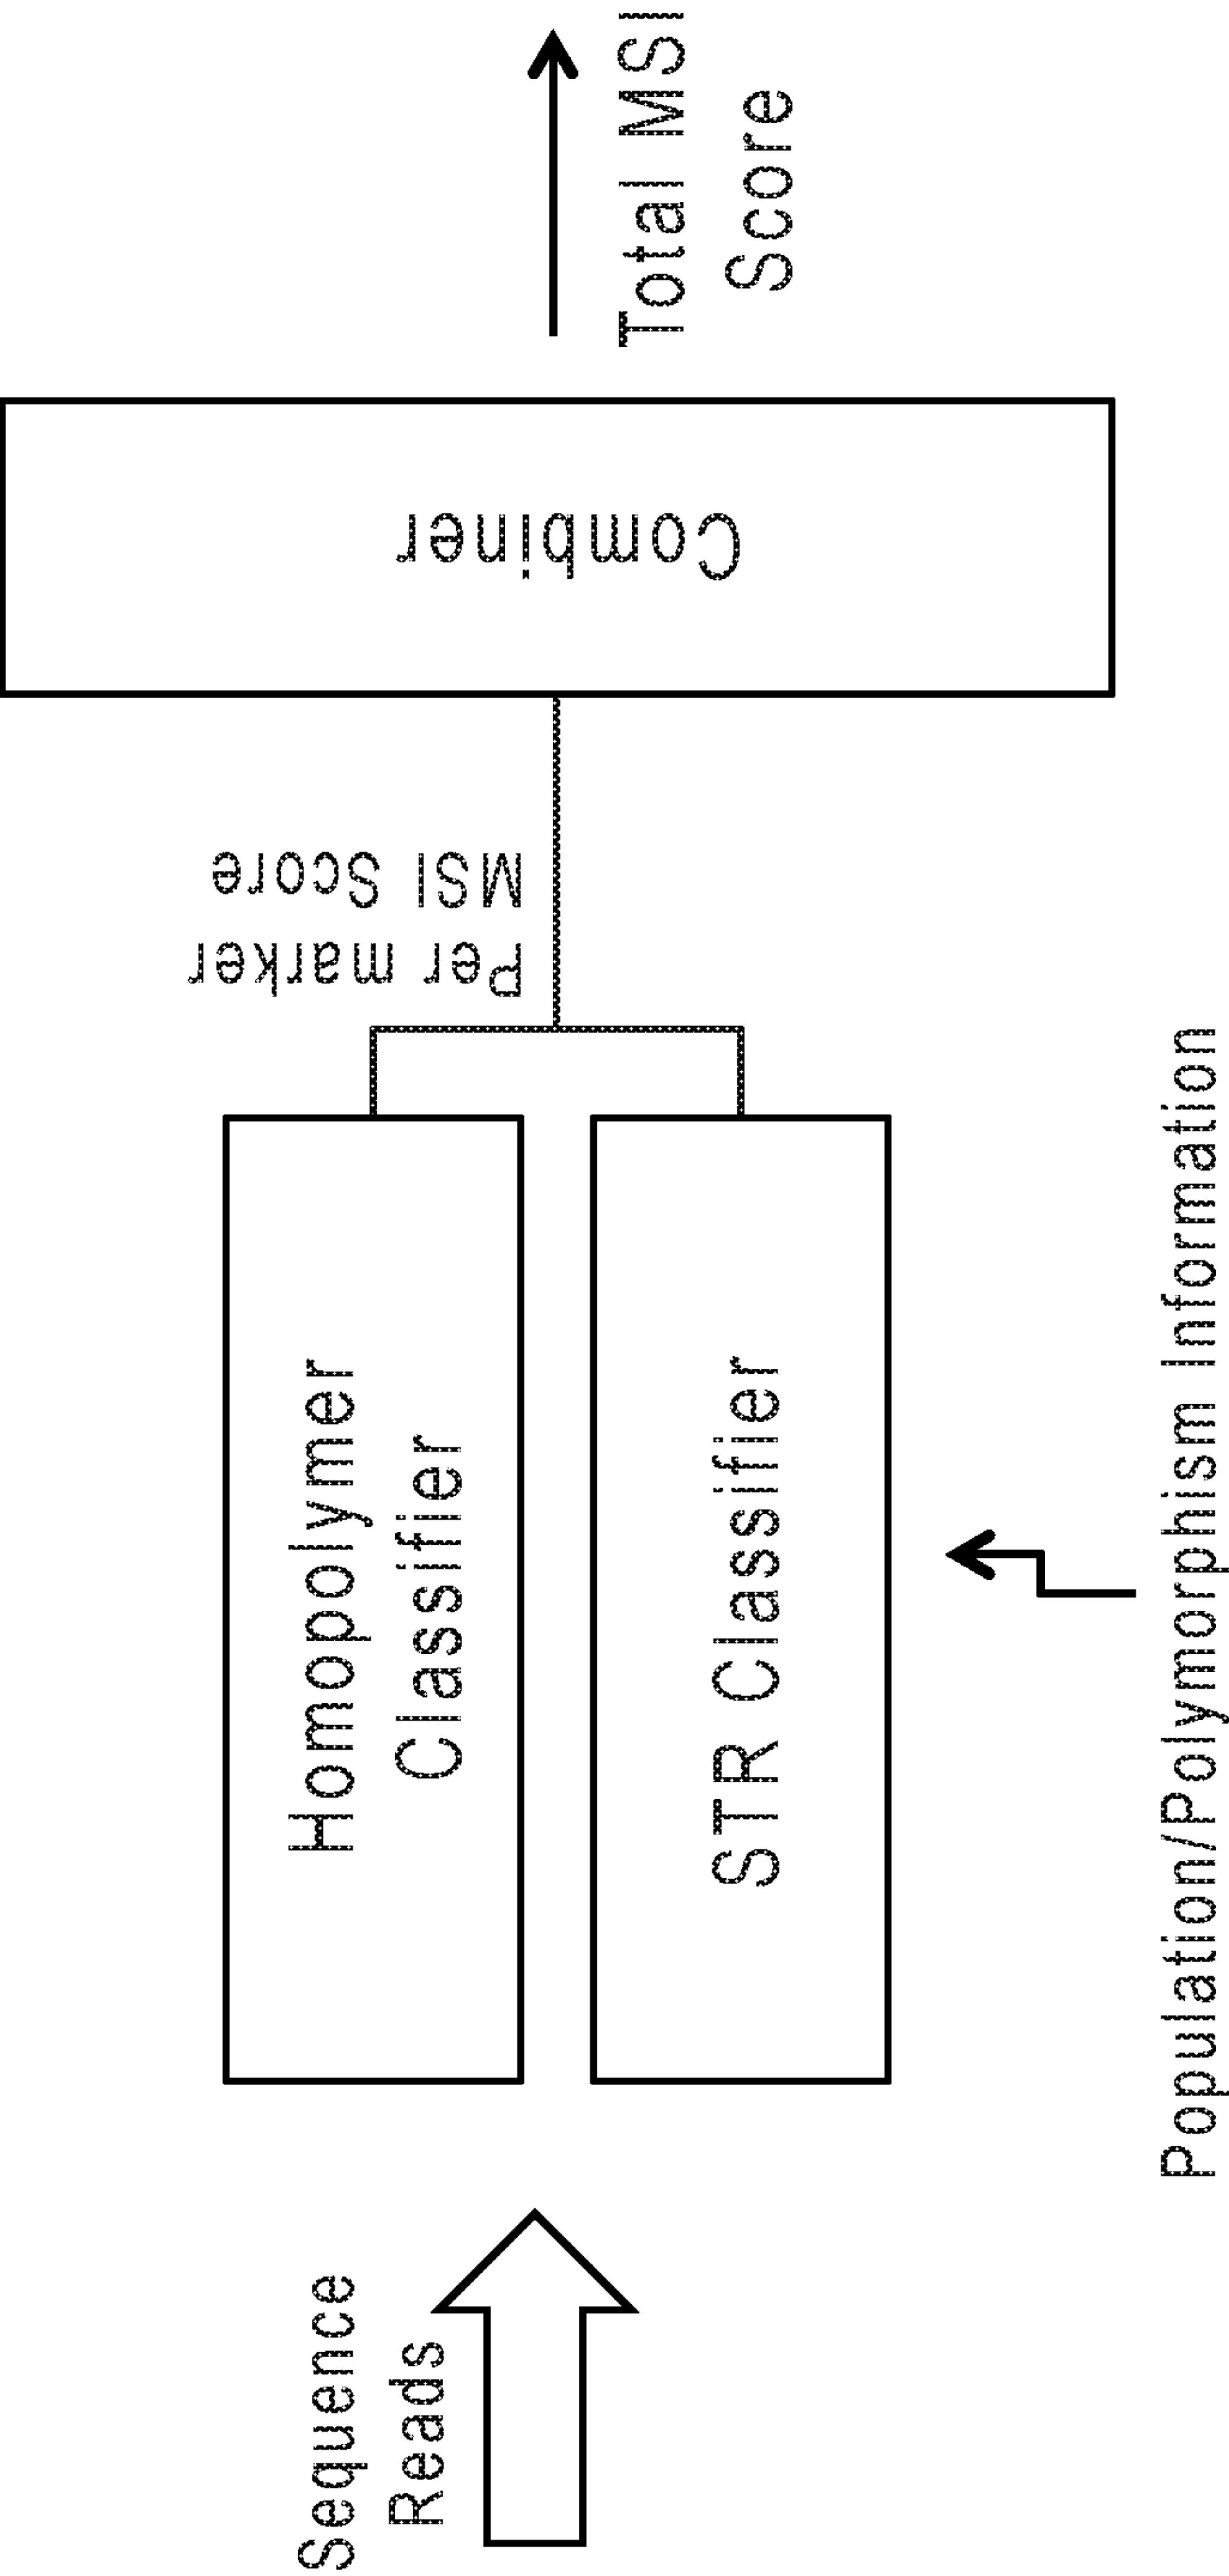 Sequence
Reads
Homopolymer
Classifier
STR Classifier
Population/Polymorphism Information
Per marker
MSI Score
Combiner
Total MSI
Score